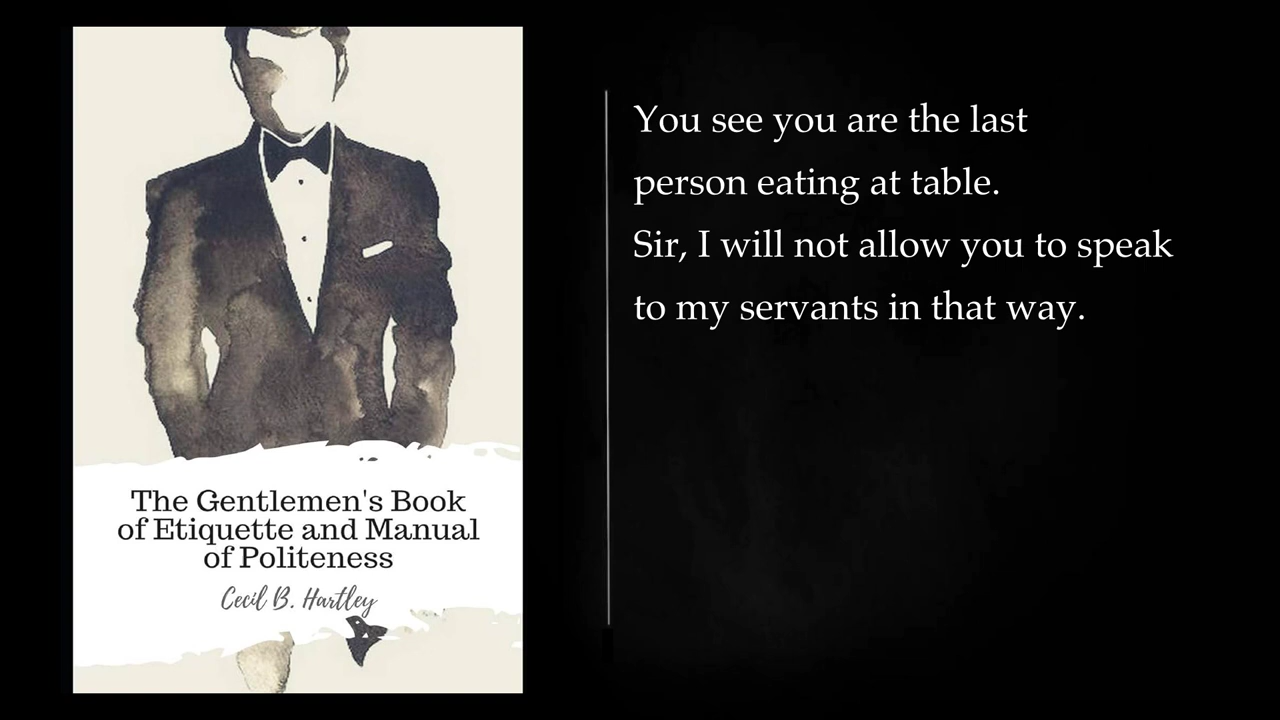 The Gentlemen's Book
of Etiquette and Manual
of Politeness
Cecil B. Hartley
You see you are the last
person eating at table.
Sir, I will not allow you to speak
to my servants in that way.